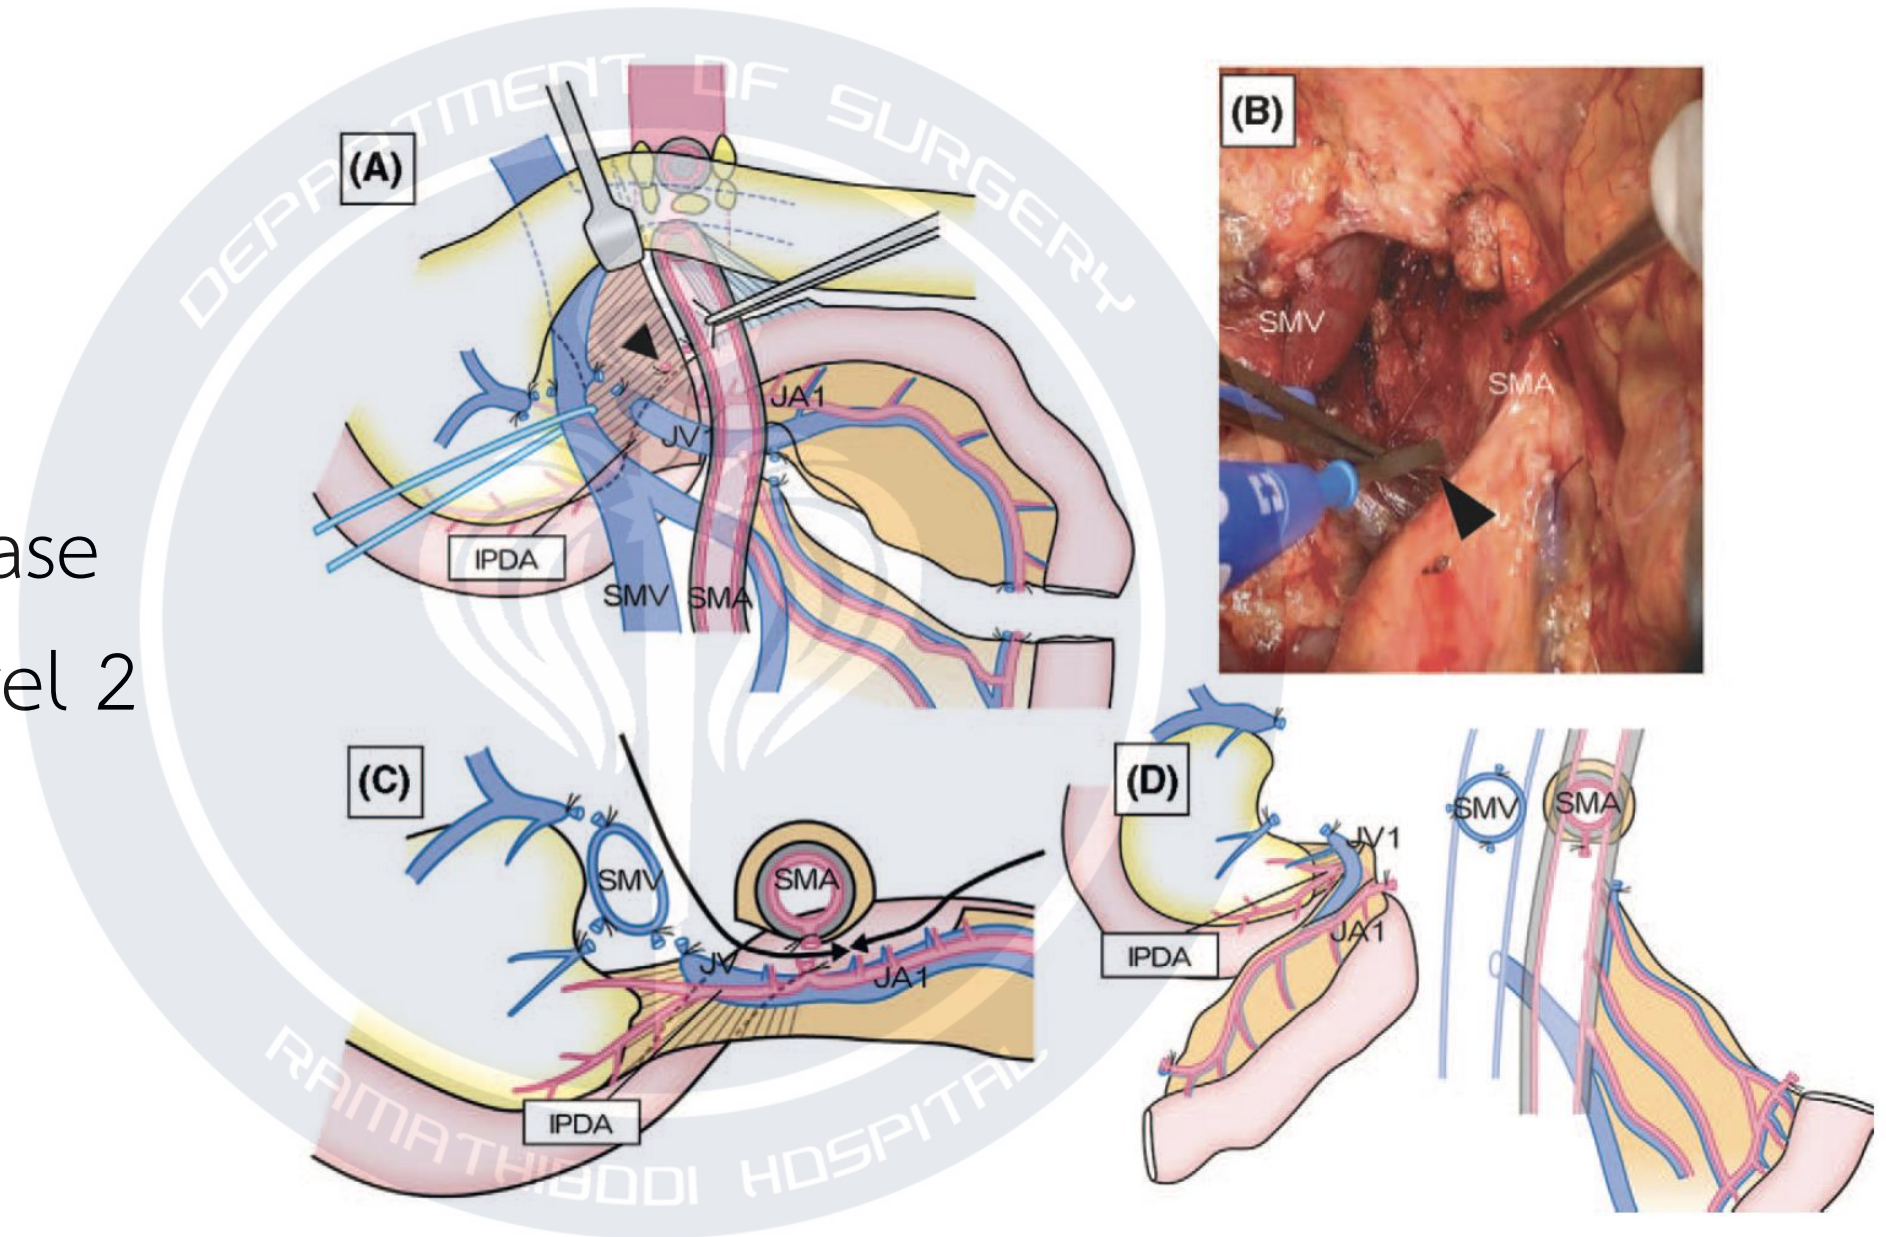 DEPARTMENT OF SURGERY
(A)
JA1
JV1
IPDA
SMV
SMA
(B)
SMV
SMA
ase
el 2
(C)
SMV
SMA
JV
JA1
IPDA
(D)
SMV
SMA
JV1
JA1
IPDA
RAMATHIBODI HOSPITAL